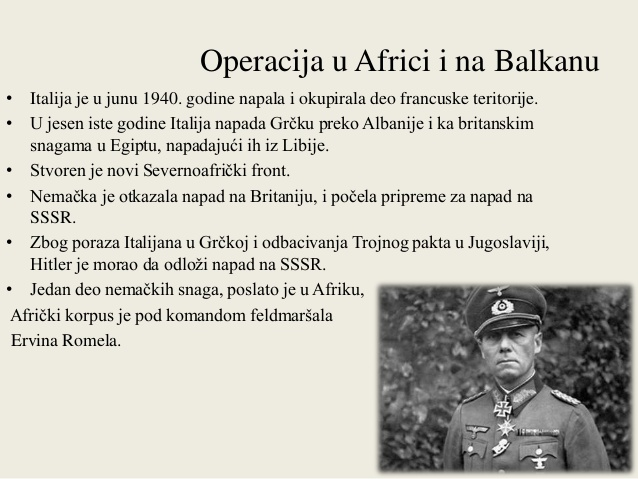 Operacija u Africi i na Balkanu
• Italija je u junu 1940. godine napala i okupirala deo francuske teritorije.
• U jesen iste godine Italija napada Grčku preko Albanije i ka britanskim
snagama u Egiptu, napadajući ih iz Libije.
• Stvoren je novi Severnoafrički front.
• Nemačka je otkazala napad na Britaniju, i počela pripreme za napad na
SSSR.
• Zbog poraza Italijana u Grčkoj i odbacivanja Trojnog pakta u Jugoslaviji,
Hitler je morao da odloži napad na SSSR.
• Jedan deo nemačkih snaga, poslato je u Afriku,
Afrički korpus je pod komandom feldmaršala
Ervina Romela.